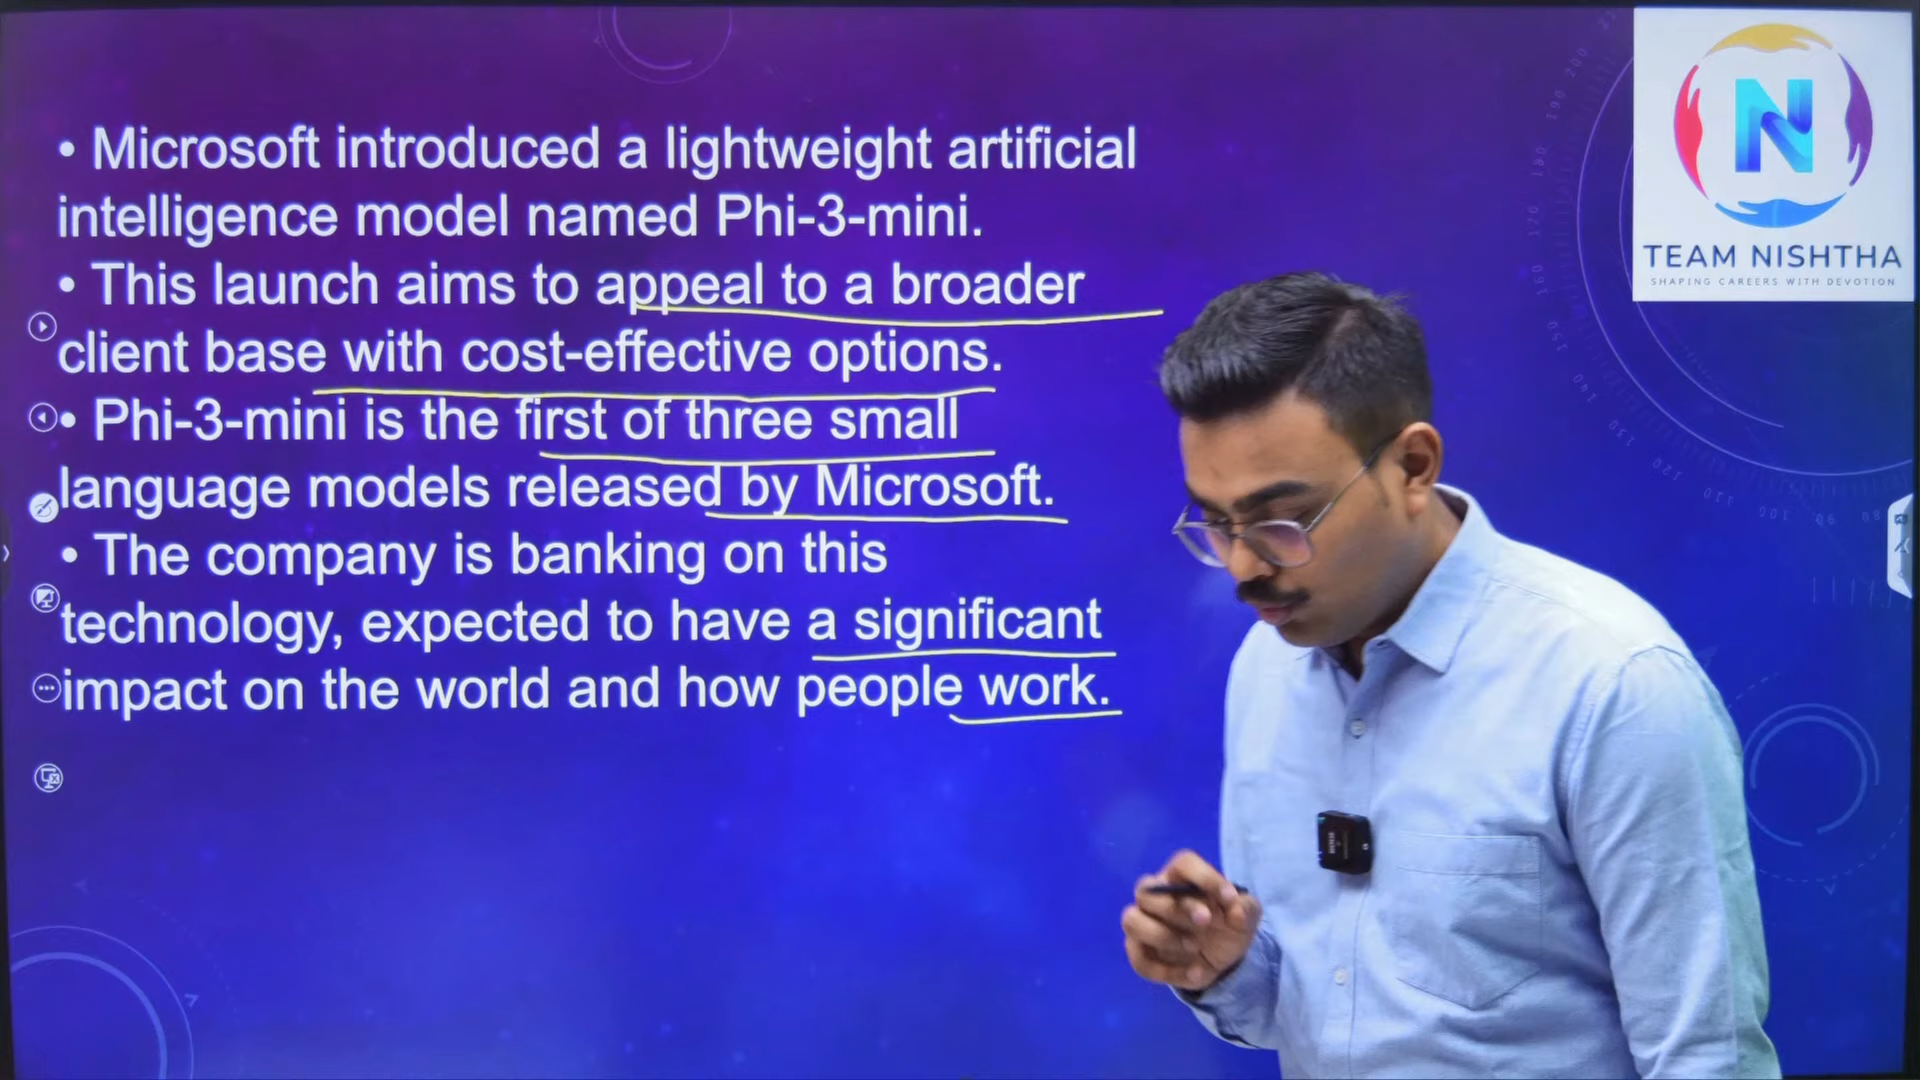 • Microsoft introduced a lightweight artificial
intelligence model named Phi-3-mini.
• This launch aims to appeal to a broader
client base with cost-effective options.
• Phi-3-mini is the first of three small
language models released by Microsoft.
• The company is banking on this
technology, expected to have a significant
impact on the world and how people work.
N
TEAM NISHTHA
SHAPING CAREERS WITH DEVOTION